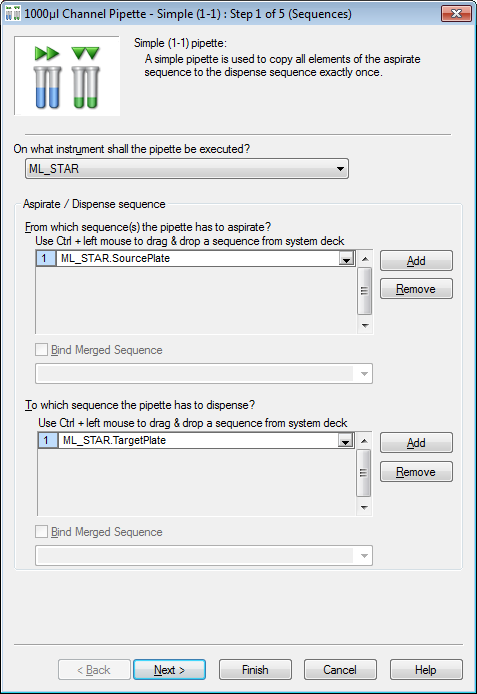 1000µl Channel Pipette - Simple (1-1) : Step 1 of 5 (Sequences)
Simple (1-1) pipette:
A simple pipette is used to copy all elements of the aspirate
sequence to the dispense sequence exactly once.
On what instrument shall the pipette be executed?
ML_STAR
Aspirate / Dispense sequence
From which sequence(s) the pipette has to aspirate?
Use Ctrl + left mouse to drag & drop a sequence from system deck
1 ML_STAR.SourcePlate
Add
Remove
Bind Merged Sequence
To which sequence the pipette has to dispense?
Use Ctrl + left mouse to drag & drop a sequence from system deck
1 ML_STAR.TargetPlate
Add
Remove
Bind Merged Sequence
< Back Next > Finish Cancel Help